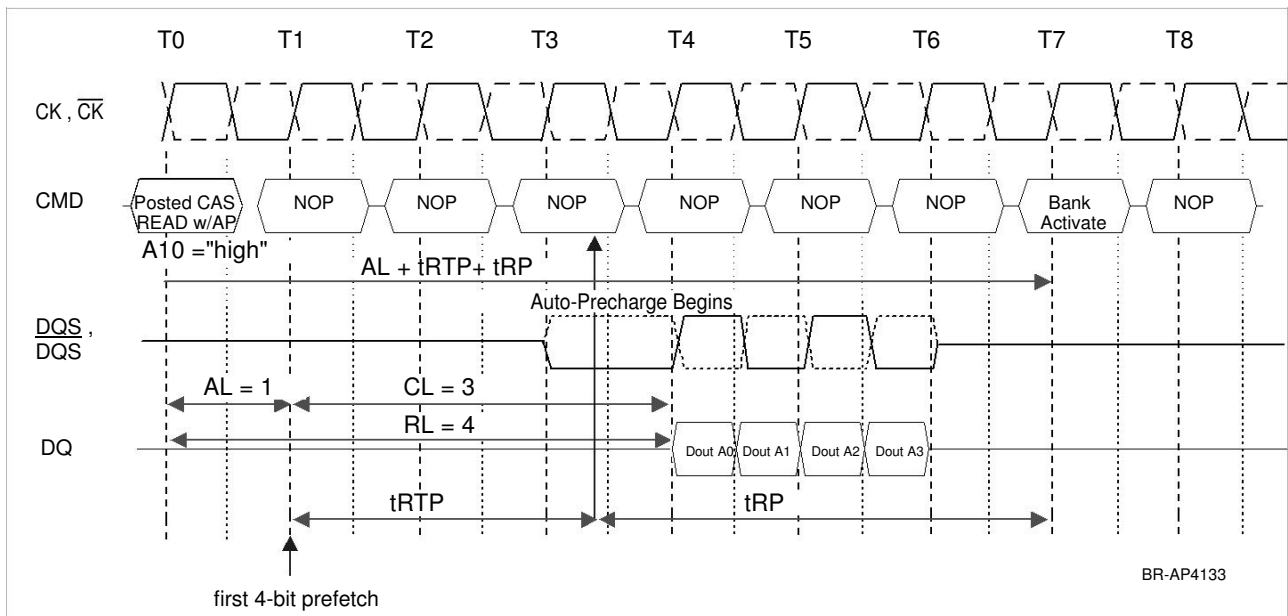 T0 T1 T2 T3 T4 T5 T6 T7 T8
CK , CK
CMD
Posted CAS
READ w/AP
NOP NOP NOP NOP NOP NOP
Bank
Activate
NOP
A10 ="high"
AL + tRTP+ tRP
Auto-Precharge Begins
DQS ,
DQS
AL = 1
CL = 3
RL = 4
DQ
Dout A0 Dout A1 Dout A2 Dout A3
tRTP
tRP
first 4-bit prefetch
BR-AP4133